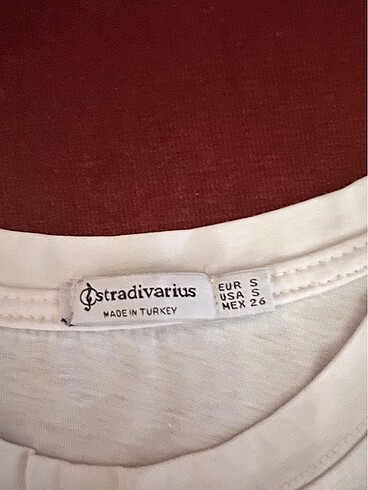 stradivarius
MADE IN TURKEY
EUR S
USA S
MEX 26